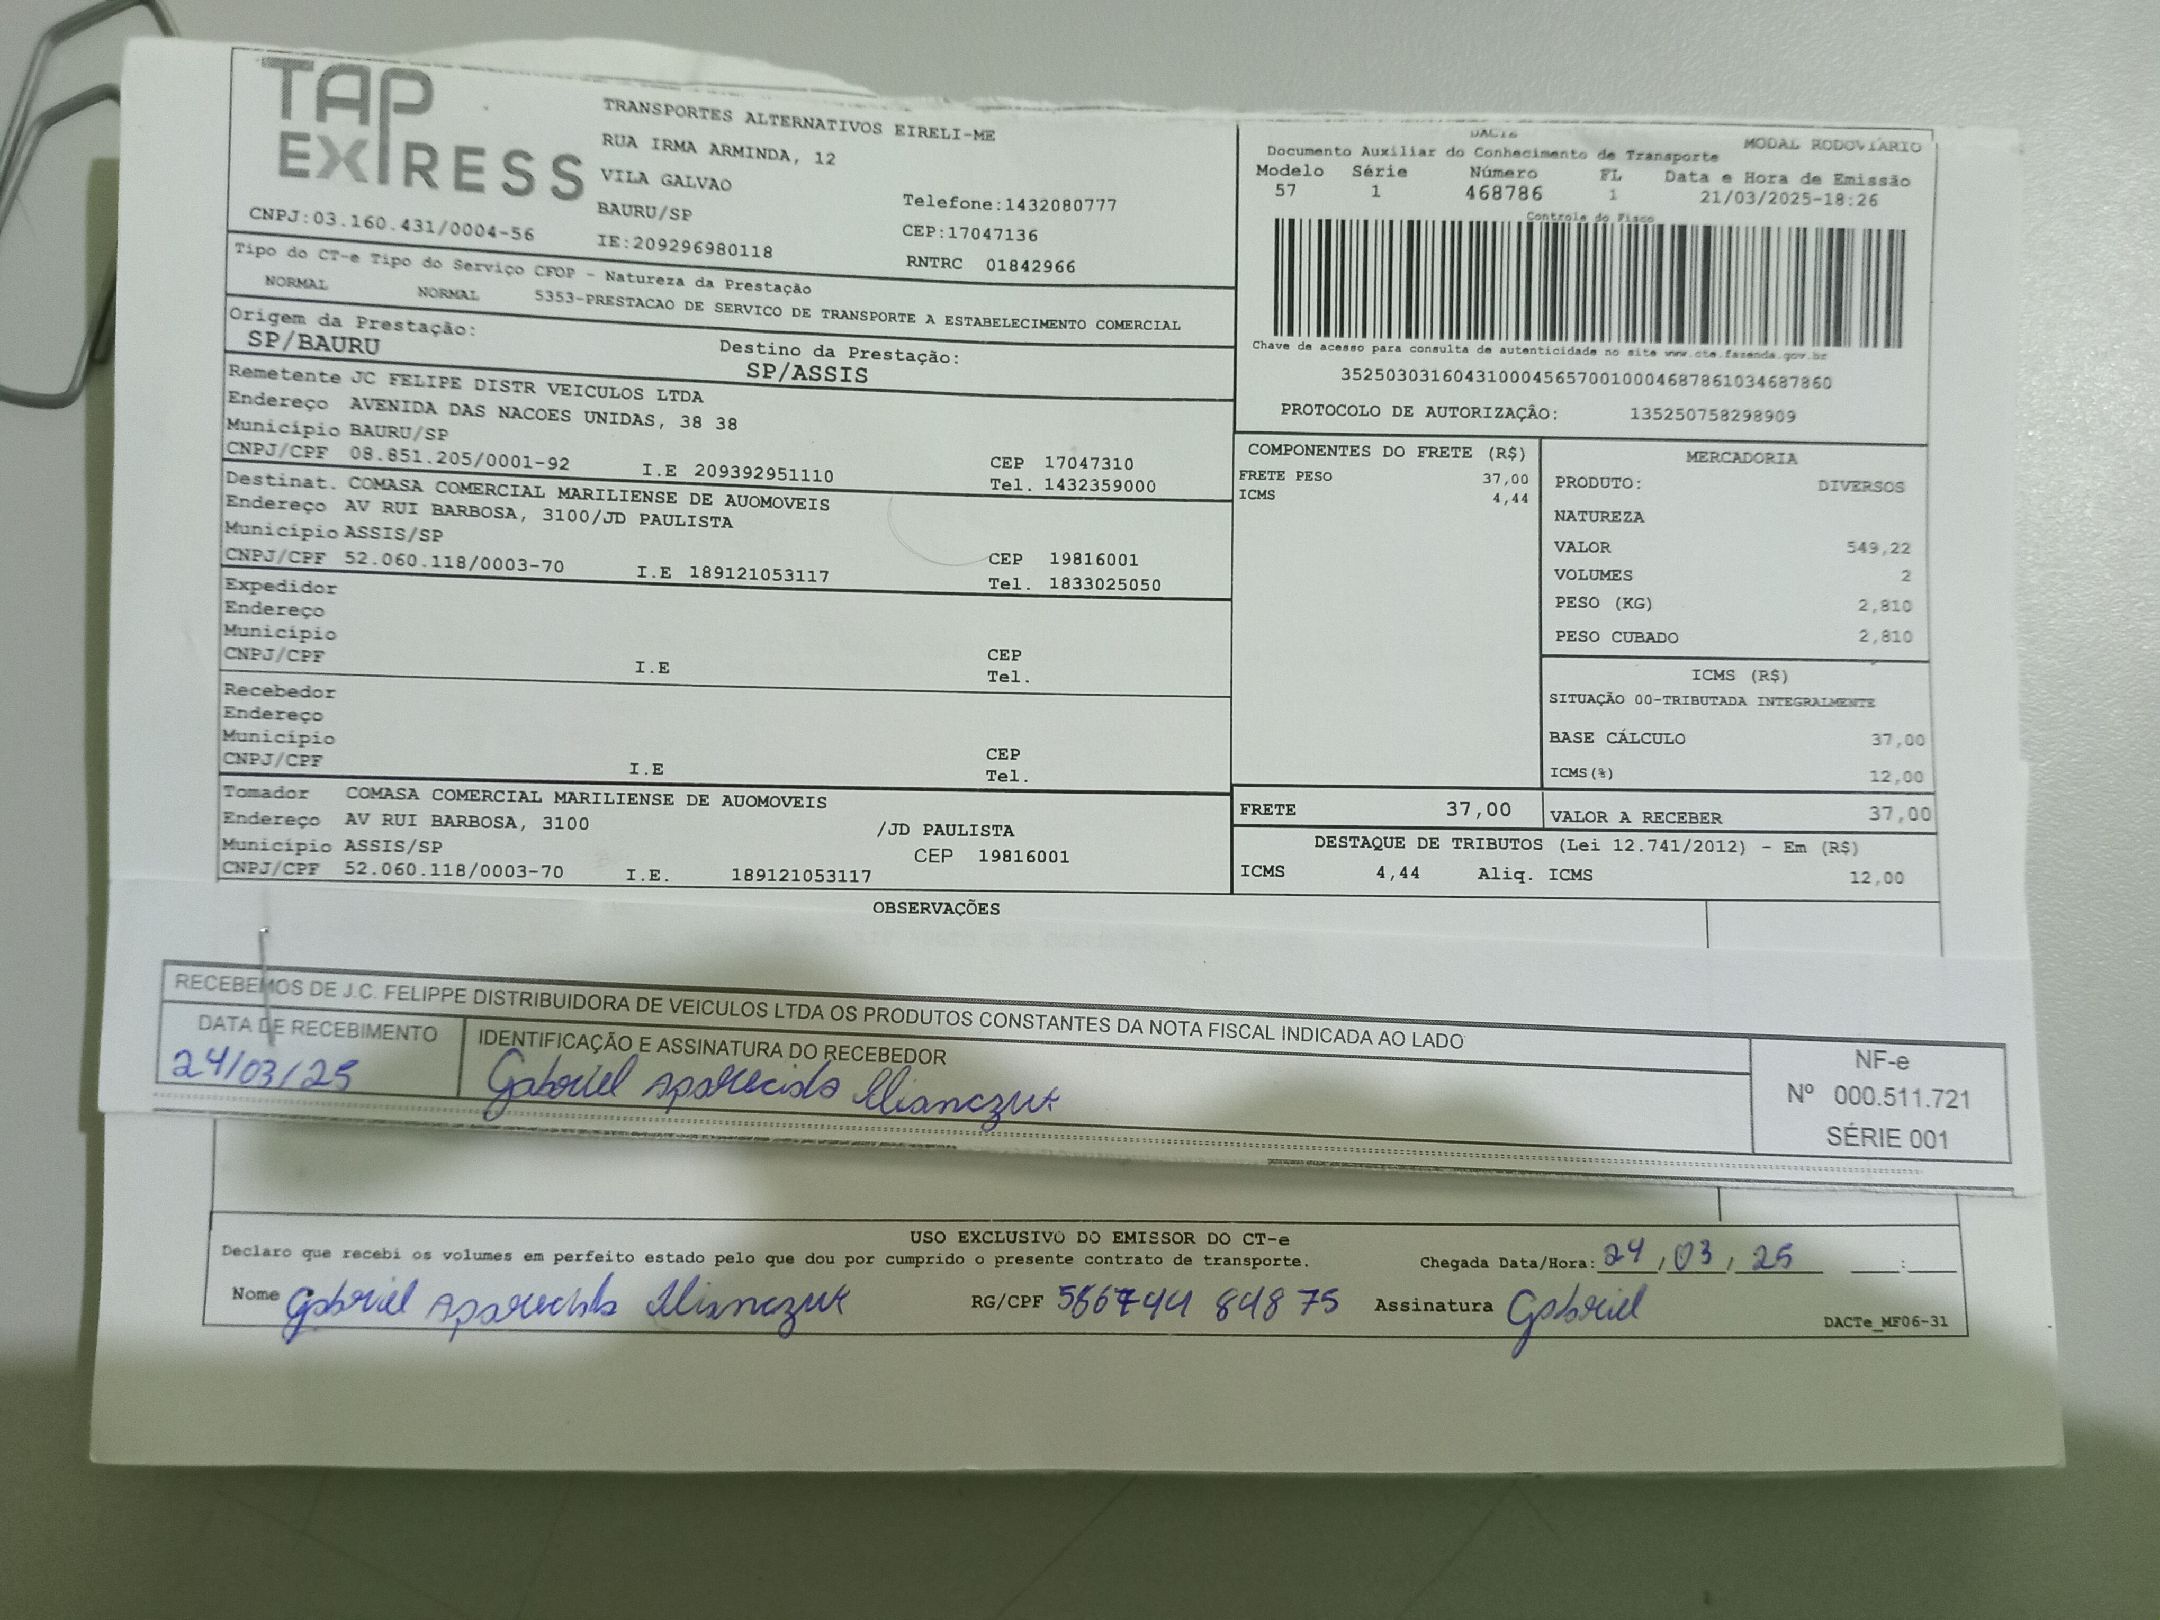 TAP EXPRESS
TRANSPORTES ALTERNATIVOS EIRELI-ME
RUA IRMA ARMINDA, 12
VILA GALVAO
BAURU/SP Telefone:1432080777
CNPJ:03.160.431/0004-56 IE:209296980118 CEP:17047136
RNTRC 01842966
Tipo do CT-e Tipo do Serviço CFOP - Natureza da Prestação
NORMAL NORMAL 5353-PRESTACAO DE SERVICO DE TRANSPORTE A ESTABELECIMENTO COMERCIAL
Origem da Prestação: Destino da Prestação:
SP/BAURU SP/ASSIS
Remetente JC FELIPE DISTR VEICULOS LTDA
Endereço AVENIDA DAS NACOES UNIDAS, 38 38
Município BAURU/SP CEP 17047310
CNPJ/CPF 08.851.205/0001-92 I.E 209392951110 Tel. 1432359000
Destinat. COMASA COMERCIAL MARILIENSE DE AUOMOVEIS
Endereço AV RUI BARBOSA, 3100/JD PAULISTA
Município ASSIS/SP CEP 19816001
CNPJ/CPF 52.060.118/0003-70 I.E 189121053117 Tel. 1833025050
Expedidor
Endereço
Município CEP
CNPJ/CPF I.E Tel.
Recebedor
Endereço
Município CEP
CNPJ/CPF I.E Tel.
Tomador COMASA COMERCIAL MARILIENSE DE AUOMOVEIS
Endereço AV RUI BARBOSA, 3100 /JD PAULISTA
Município ASSIS/SP CEP 19816001
CNPJ/CPF 52.060.118/0003-70 I.E. 189121053117
DACTe MODAL RODOVIÁRIO
Documento Auxiliar do Conhecimento de Transporte
Modelo Série Número FL Data e Hora de Emissão
57 1 468786 1 21/03/2025-18:26
Controle do Fisco
Chave de acesso para consulta de autenticidade no site www.cte.fazenda.gov.br
35250303160431000456570010004687861034687860
PROTOCOLO DE AUTORIZAÇÃO: 135250758298909
COMPONENTES DO FRETE (R$)
FRETE PESO 37,00
ICMS 4,44
MERCADORIA
PRODUTO: DIVERSOS
NATUREZA
VALOR 549,22
VOLUMES 2
PESO (KG) 2,810
PESO CUBADO 2,810
ICMS (R$)
SITUAÇÃO 00-TRIBUTADA INTEGRALMENTE
BASE CÁLCULO 37,00
ICMS(%) 12,00
FRETE 37,00 VALOR A RECEBER 37,00
DESTAQUE DE TRIBUTOS (Lei 12.741/2012) - Em (R$)
ICMS 4,44 Aliq. ICMS 12,00
OBSERVAÇÕES
RECEBEMOS DE J.C. FELIPPE DISTRIBUIDORA DE VEICULOS LTDA OS PRODUTOS CONSTANTES DA NOTA FISCAL INDICADA AO LADO
DATA DE RECEBIMENTO IDENTIFICAÇÃO E ASSINATURA DO RECEBEDOR
24/03/25 Gabriel Aparecido
NF-e
Nº 000.511.721
SÉRIE 001
USO EXCLUSIVO DO EMISSOR DO CT-e
Declaro que recebi os volumes em perfeito estado pelo que dou por cumprido o presente contrato de transporte. Chegada Data/Hora: 24/03/25 :
Nome Gabriel Aparecido RG/CPF Assinatura Gabriel
DACTe_MF06-31